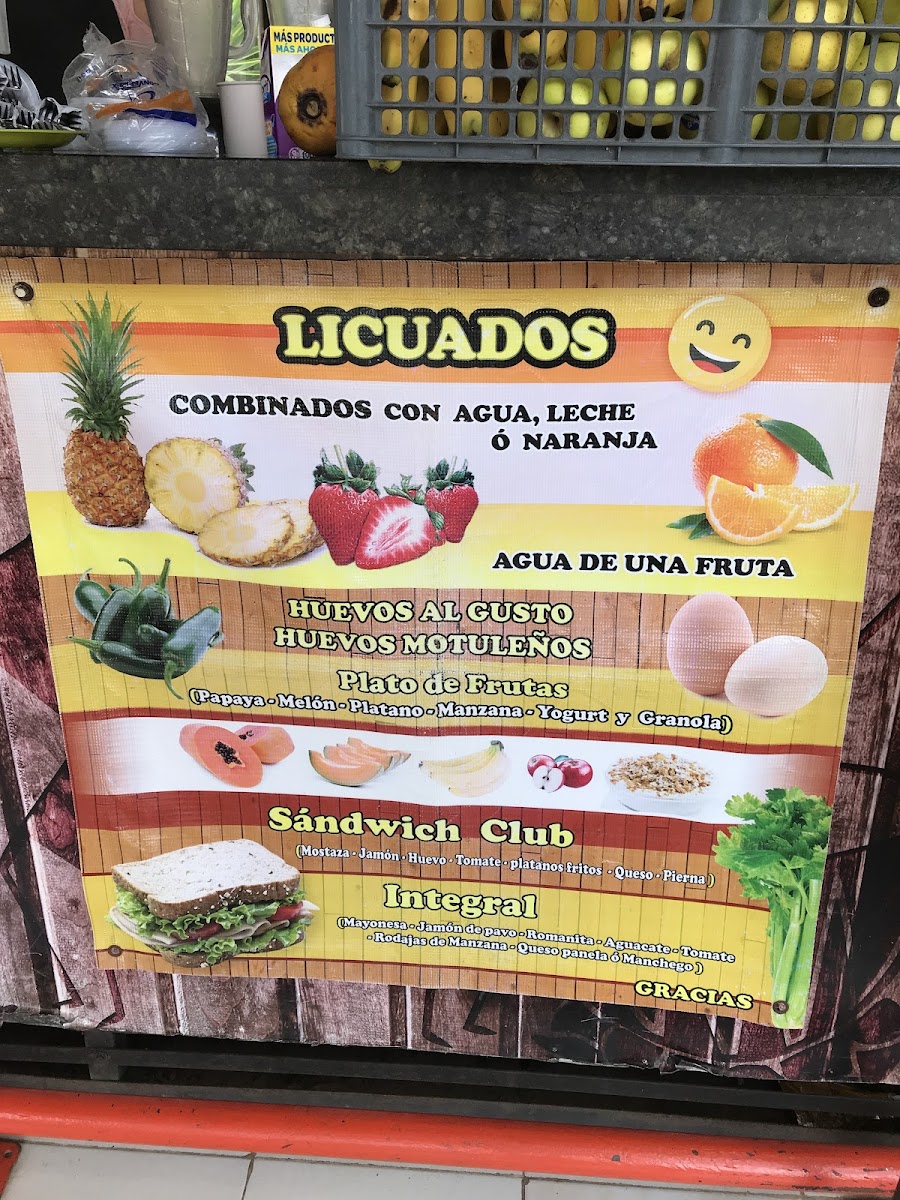 MÁS PRODUCT
MÁS AHO
LICUADOS
COMBINADOS CON AGUA, LECHE
Ó NARANJA
AGUA DE UNA FRUTA
HUEVOS AL GUSTO
HUEVOS MOTULEÑOS
Plato de Frutas
(Papaya - Melón - Platano - Manzana - Yogurt y Granola)
Sándwich Club
(Mostaza - Jamón - Huevo - Tomate - platanos fritos - Queso - Pierna)
Integral
(Mayonesa - Jamón de pavo - Romanita - Aguacate - Tomate
- Rodajas de Manzana - Queso panela ó Manchego)
GRACIAS